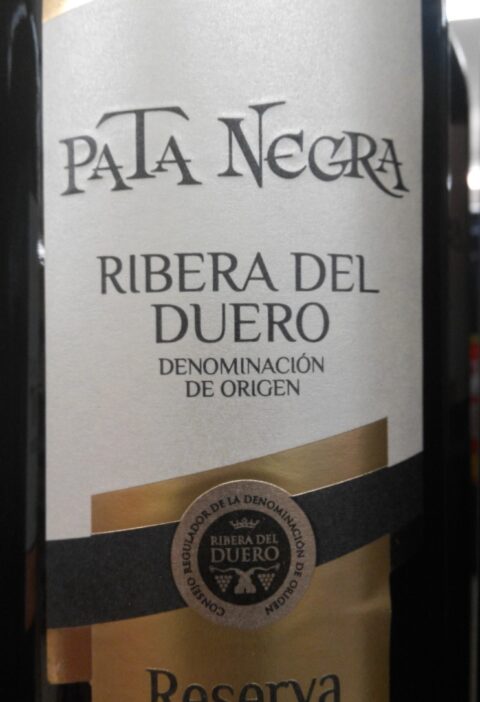 PATA NEGRA
RIBERA DEL
DUERO
DENOMINACIÓN
DE ORIGEN
CONSEJO REGULADOR DE LA DENOMINACIÓN DE ORIGEN
RIBERA DEL
DUERO
Reserva